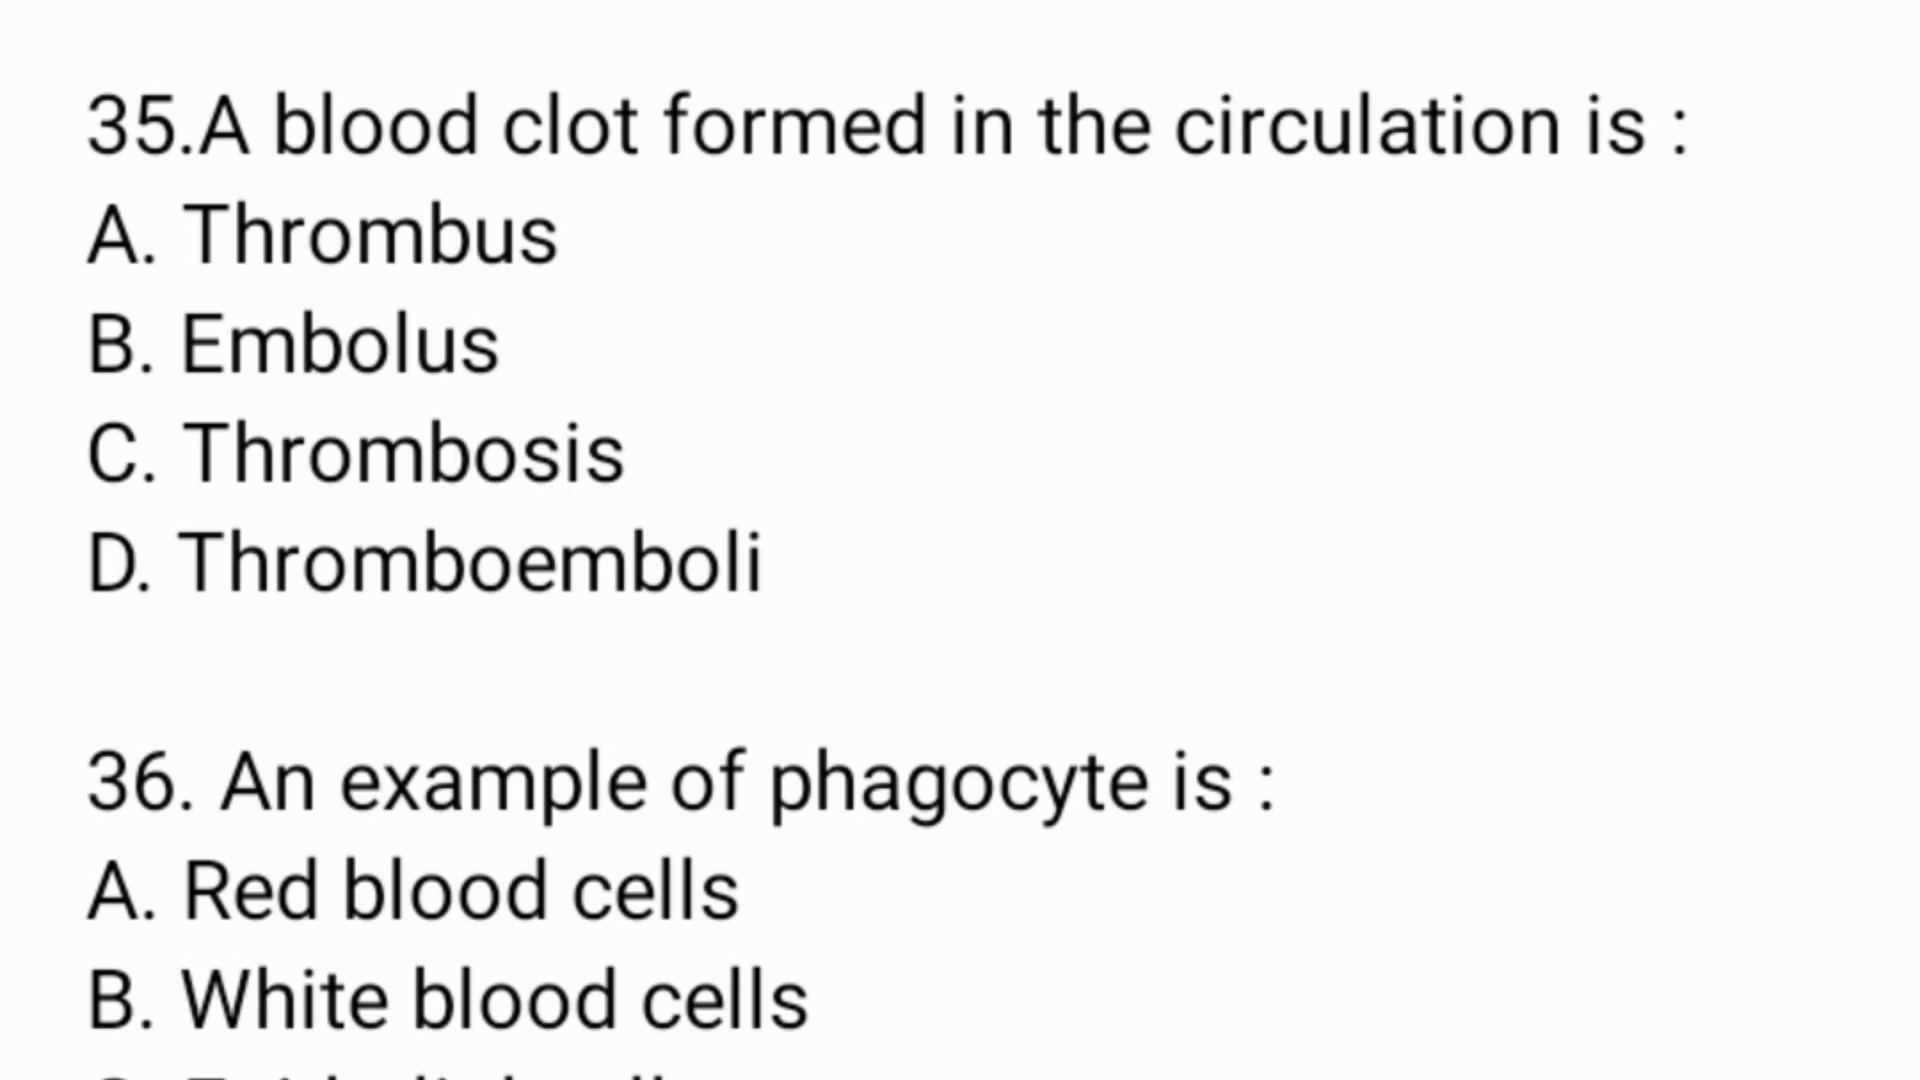 35.A blood clot formed in the circulation is :
A. Thrombus
B. Embolus
C. Thrombosis
D. Thromboemboli
36. An example of phagocyte is :
A. Red blood cells
B. White blood cells